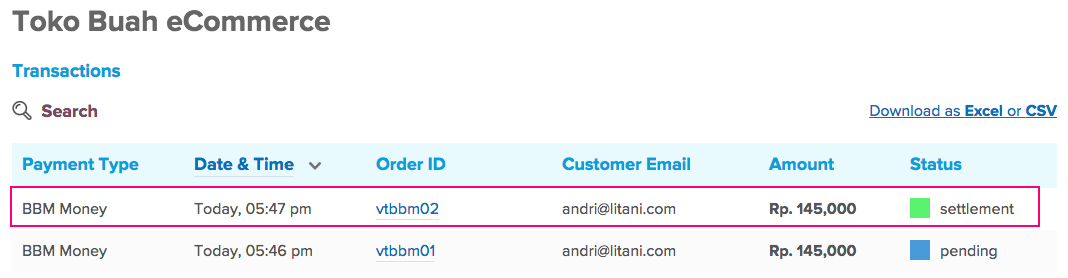 Toko Buah eCommerce
Transactions
Search Download as Excel or CSV
Payment Type Date & Time Order ID Customer Email Amount Status
BBM Money Today, 05:47 pm vtbbm02 andri@litani.com Rp. 145,000 settlement
BBM Money Today, 05:46 pm vtbbm01 andri@litani.com Rp. 145,000 pending